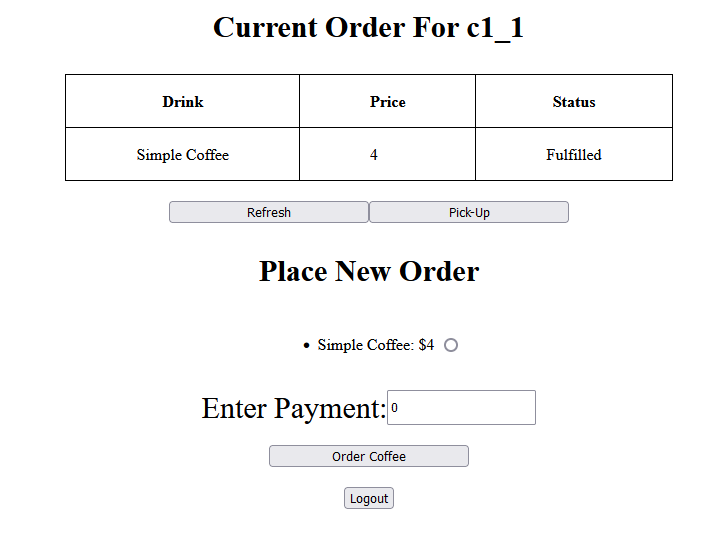 Current Order For c1_1
Drink Price Status
Simple Coffee 4 Fulfilled
Refresh Pick-Up
Place New Order
• Simple Coffee: $4
Enter Payment: 0
Order Coffee
Logout